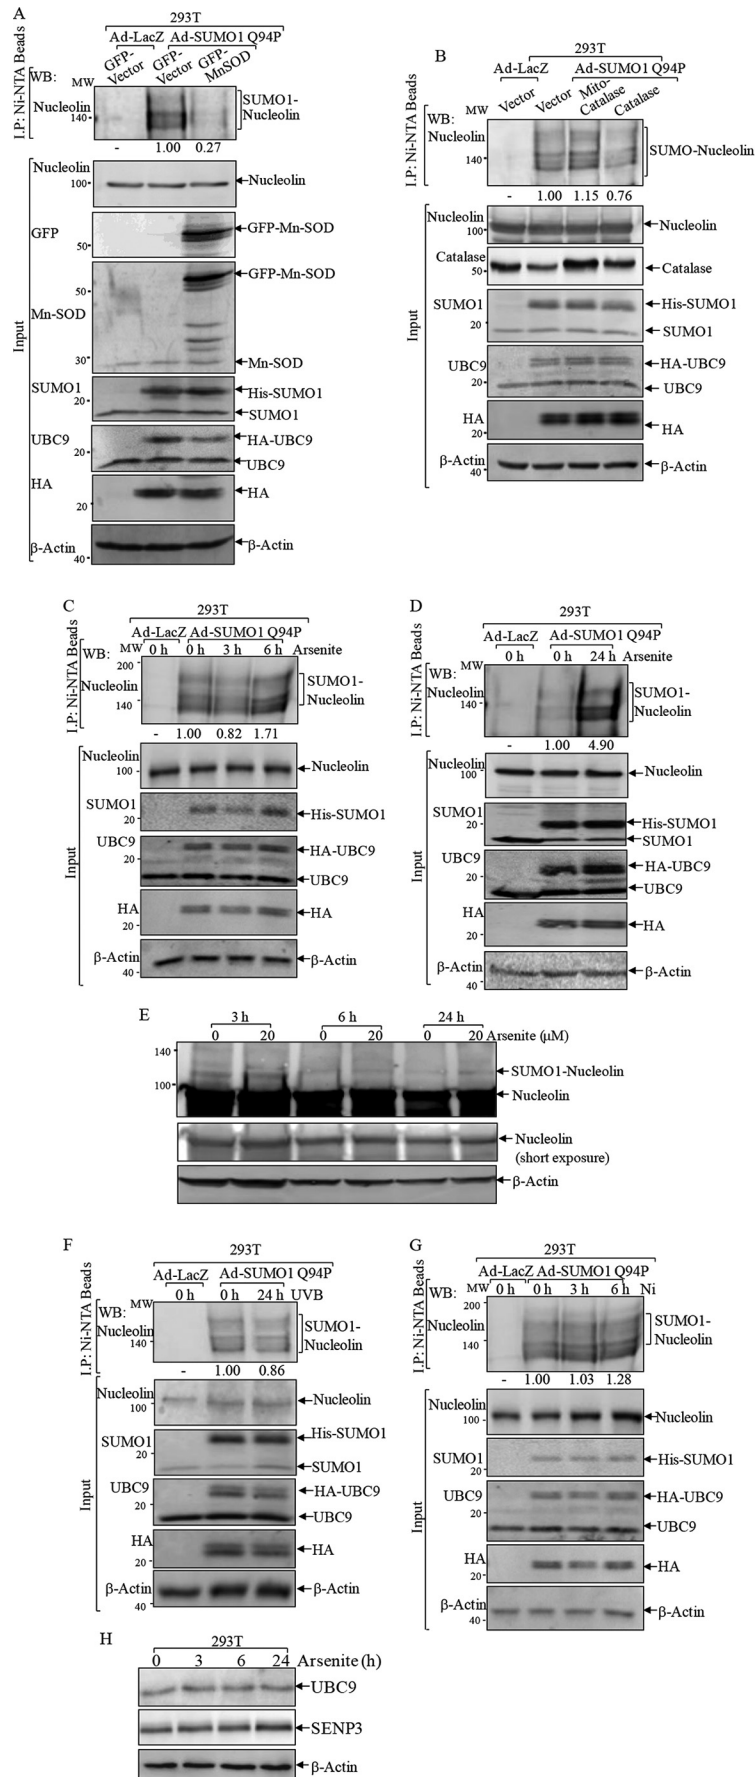 A
293T
Ad-LacZ Ad-SUMO1 Q94P
GFP-Vector GFP-Vector GFP-MnSOD
I.P: Ni-NTA Beads
WB: MW
Nucleolin 140 SUMO1-Nucleolin
- 1.00 0.27
Input
Nucleolin 100 Nucleolin
GFP 50 GFP-Mn-SOD
GFP-Mn-SOD
50
Mn-SOD
30 Mn-SOD
SUMO1 20 His-SUMO1
SUMO1
UBC9 20 HA-UBC9
UBC9
HA 20 HA
β-Actin 40 β-Actin
B
293T
Ad-LacZ Ad-SUMO1 Q94P
Vector Vector Mito-Catalase Catalase
I.P: Ni-NTA Beads
WB: MW
Nucleolin 140 SUMO-Nucleolin
- 1.00 1.15 0.76
Input
Nucleolin 100 Nucleolin
Catalase 50 Catalase
SUMO1 20 His-SUMO1
SUMO1
UBC9 20 HA-UBC9
UBC9
HA 20 HA
β-Actin 40 β-Actin
C
293T
Ad-LacZ Ad-SUMO1 Q94P
I.P: Ni-NTA Beads
WB: MW 0 h 0 h 3 h 6 h Arsenite
200
Nucleolin 140 SUMO1-Nucleolin
- 1.00 0.82 1.71
Input
Nucleolin 100 Nucleolin
SUMO1 20 His-SUMO1
UBC9 20 HA-UBC9
UBC9
HA 20 HA
β-Actin 40 β-Actin
D
293T
Ad-LacZ Ad-SUMO1 Q94P
I.P: Ni-NTA Beads
WB: MW 0 h 0 h 24 h Arsenite
Nucleolin 140 SUMO1-Nucleolin
- 1.00 4.90
Input
Nucleolin 100 Nucleolin
SUMO1 20 His-SUMO1
SUMO1
UBC9 20 HA-UBC9
UBC9
HA 20 HA
β-Actin 40 β-Actin
E
3 h 6 h 24 h
0 20 0 20 0 20 Arsenite (μM)
140
SUMO1-Nucleolin
100
Nucleolin
Nucleolin
(short exposure)
β-Actin
F
293T
Ad-LacZ Ad-SUMO1 Q94P
I.P: Ni-NTA Beads
WB: MW 0 h 0 h 24 h UVB
Nucleolin 140 SUMO1-Nucleolin
- 1.00 0.86
Input
Nucleolin 100 Nucleolin
SUMO1 20 His-SUMO1
SUMO1
UBC9 20 HA-UBC9
UBC9
HA 20 HA
β-Actin 40 β-Actin
G
293T
Ad-LacZ Ad-SUMO1 Q94P
I.P: Ni-NTA Beads
WB: MW 0 h 0 h 3 h 6 h Ni
200
Nucleolin 140 SUMO1-Nucleolin
- 1.00 1.03 1.28
Input
Nucleolin 100 Nucleolin
SUMO1 20 His-SUMO1
UBC9 20 HA-UBC9
UBC9
HA 20 HA
β-Actin 40 β-Actin
H
293T
0 3 6 24 Arsenite (h)
UBC9
SENP3
β-Actin